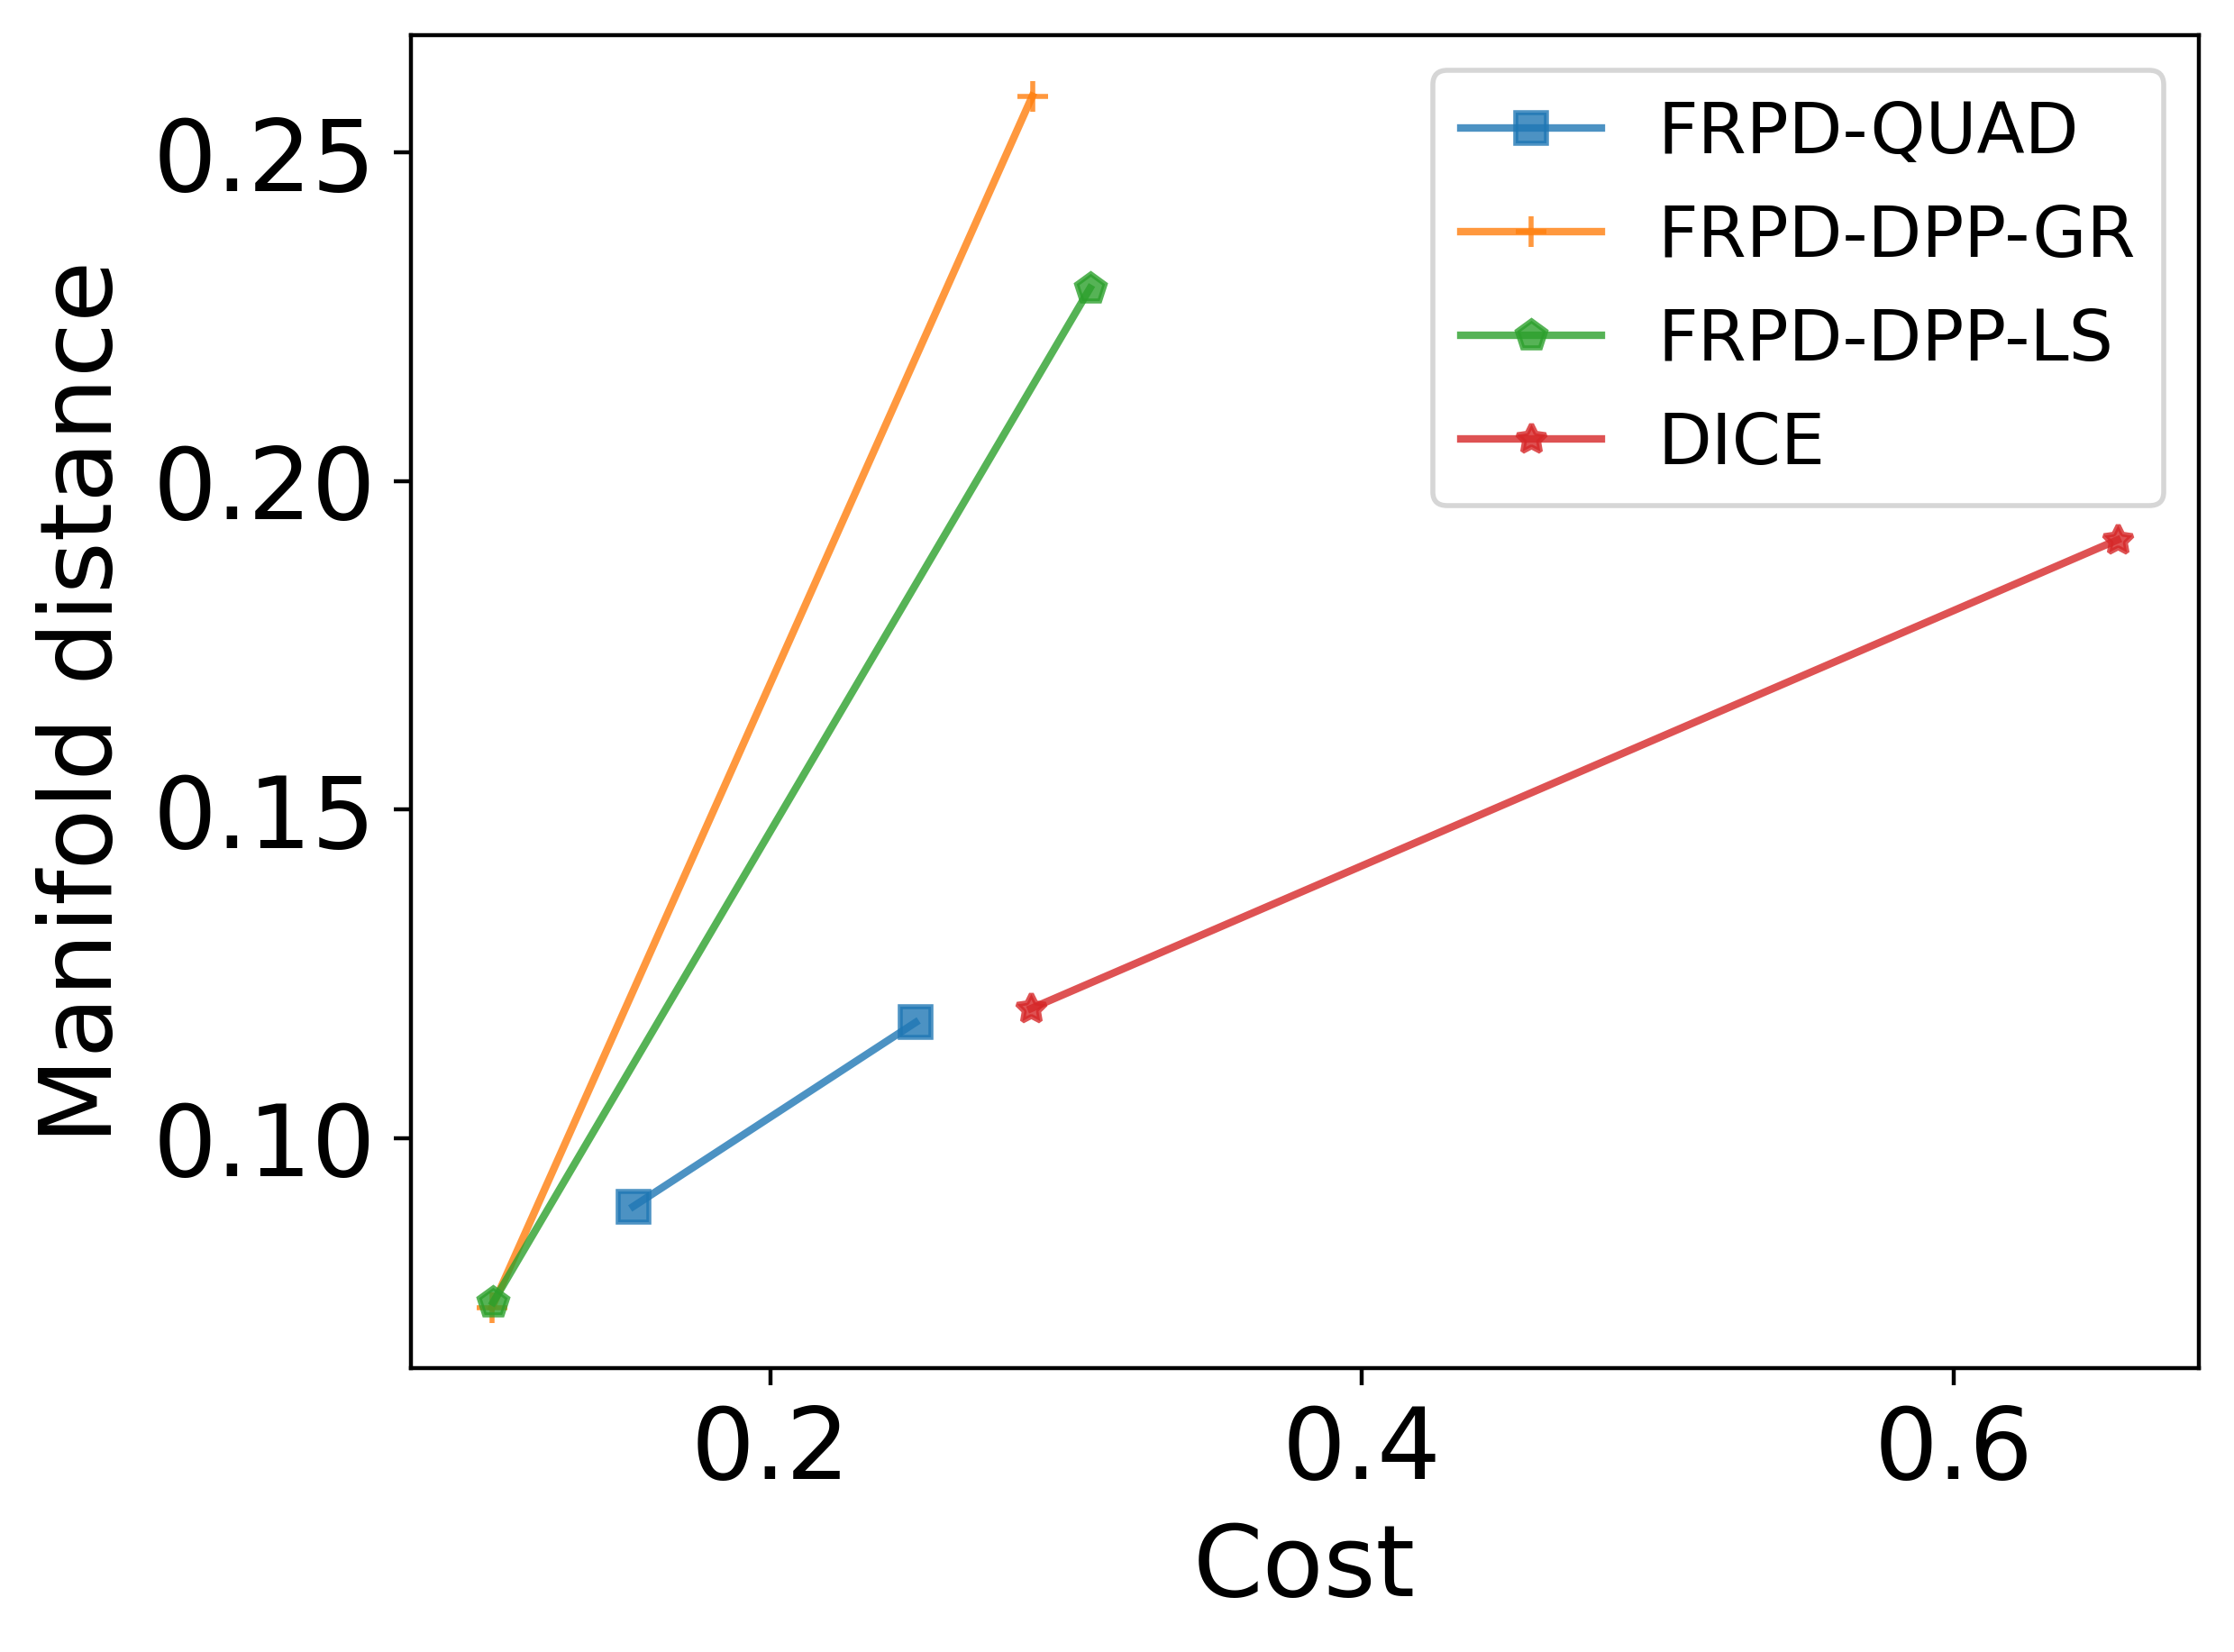 Manifold distance
0.25
0.20
0.15
0.10
FRPD-QUAD
FRPD-DPP-GR
FRPD-DPP-LS
DICE
0.2 0.4 0.6
Cost